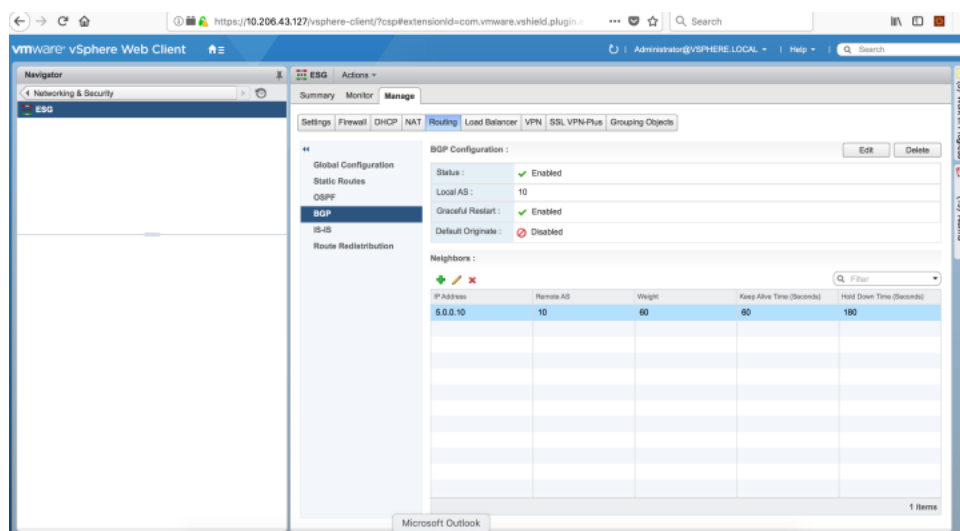 https://10.206.43.127/vsphere-client/?csp#extensionId=com.vmware.vshield.plugin.
Search
vmware® vSphere Web Client
Administrator@VSPHERE.LOCAL
Help
Search
Navigator
Networking & Security
ESG
ESG Actions
Summary Monitor Manage
Settings Firewall DHCP NAT Routing Load Balancer VPN SSL VPN-Plus Grouping Objects
Global Configuration
Static Routes
OSPF
BGP
IS-IS
Route Redistribution
BGP Configuration :
Edit Delete
Status : Enabled
Local AS : 10
Graceful Restart : Enabled
Default Originate : Disabled
Neighbors :
Filter
IP Address Remote AS Weight Keep Alive Time (Seconds) Hold Down Time (Seconds)
5.0.0.10 10 60 60 180
1 items
Microsoft Outlook